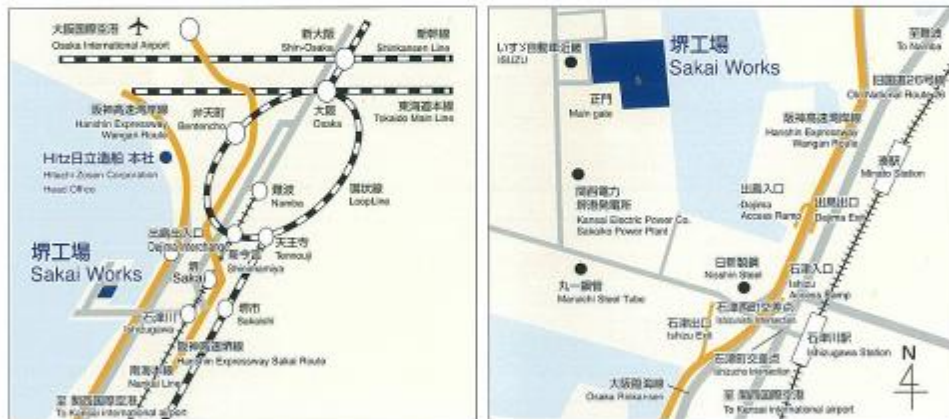 大阪国際空港
Osaka International Airport
新大阪
Shin-Osaka
新幹線
Shinkansen Line
阪神高速湾岸線
Hanshin Expressway
Wangan Route
弁天町
Bentencho
大阪
Osaka
東海道本線
Tokaido Main Line
Hitz日立造船 本社
Hitachi Zosen Corporation
Head Office
難波
Namba
環状線
LoopLine
出島出入口
Dejima Interchange
新今宮
Shinimamiya
天王寺
Tennouji
堺工場
Sakai Works
堺
Sakai
石津川
Ishizugawa
堺市
Sakaishi
阪神高速堺線
Hanshin Expressway Sakai Route
南海本線
Nankai Line
至 関西国際空港
To Kansai International airport
いすゞ自動車近畿
ISUZU
堺工場
Sakai Works
正門
Main gate
至難波
To Namba
旧国道26号線
Old National Route 26
阪神高速湾岸線
Hanshin Expressway
Wangan Route
湊駅
Minato Station
関西電力
堺港発電所
Kansai Electric Power Co.
Sakaiko Power Plant
出島入口
Dejima
Access Ramp
出島出口
Dejima Exit
丸一鋼管
Maruichi Steel Tube
日新製鋼
Nisshin Steel
石津入口
Ishizu
Access Ramp
石津西町交差点
石津出口
Ishizu Exit
石津川駅
Ishizugawa Station
石津町交差点
Ishizucho Intersection
大阪臨海線
Osaka Rinkaisen
N
至 関西国際空港
To Kansai International airport